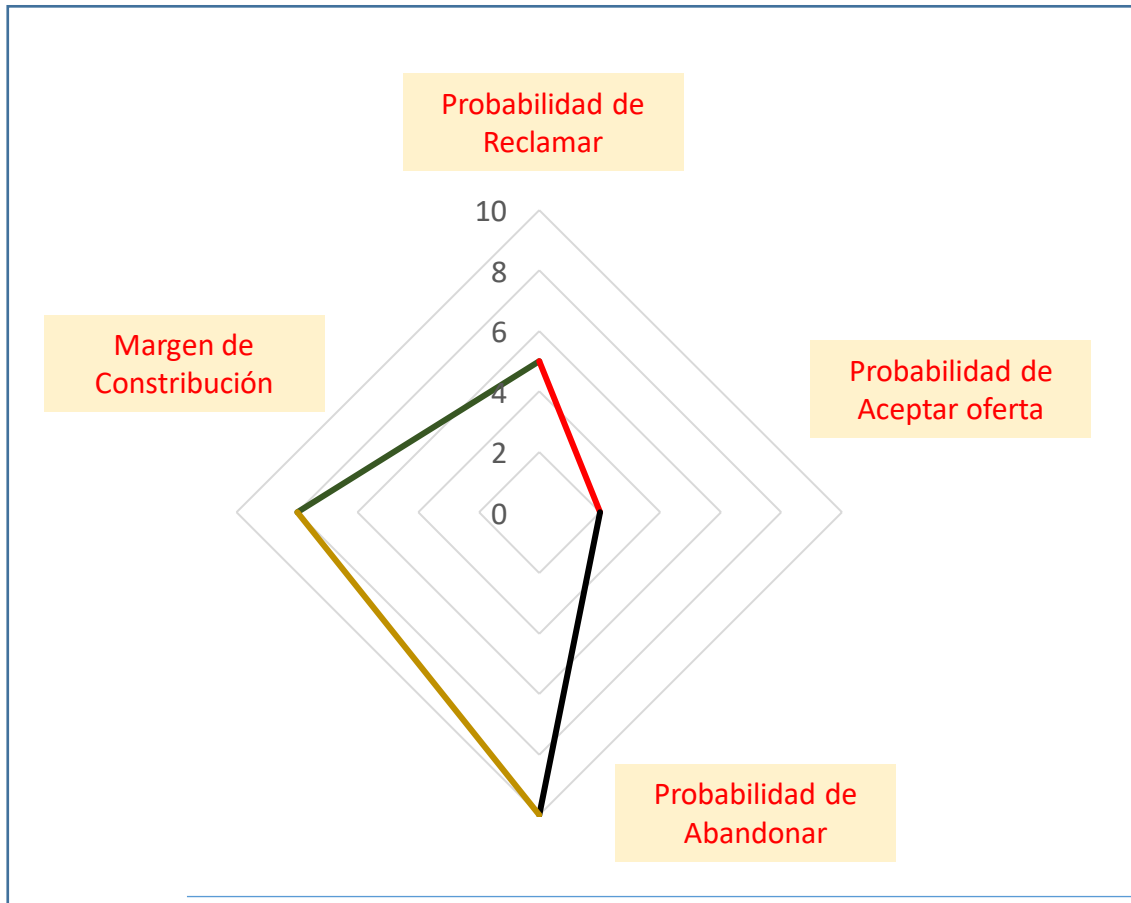 Probabilidad de
Reclamar
10
8
6
4
2
0
Margen de
Constribución
Probabilidad de
Aceptar oferta
Probabilidad de
Abandonar